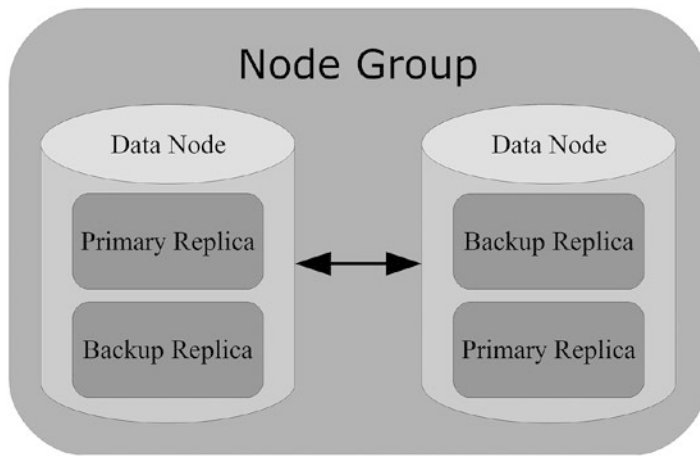 Node Group
Data Node
Primary Replica
Backup Replica
Data Node
Backup Replica
Primary Replica